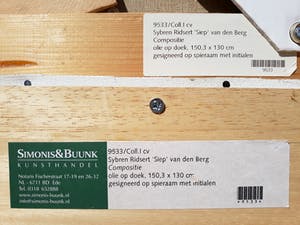 9533/Coll.I cv
Sybren Ridsert 'Siep' van den Berg
Compositie
olie op doek, 150,3 x 130 cm
gesigneerd op spieraam met initialen
9533
SIMONIS&BUUNK
KUNSTHANDEL
Notaris Fischerstraat 17-19 en 26-32
NL - 6711 BD Ede
Tel. 0318 652888
www.simonis-buunk.nl
info@simonis-buunk.nl
9533/Coll.I cv
Sybren Ridsert 'Siep' van den Berg
Compositie
olie op doek, 150,3 x 130 cm
gesigneerd op spieraam met initialen